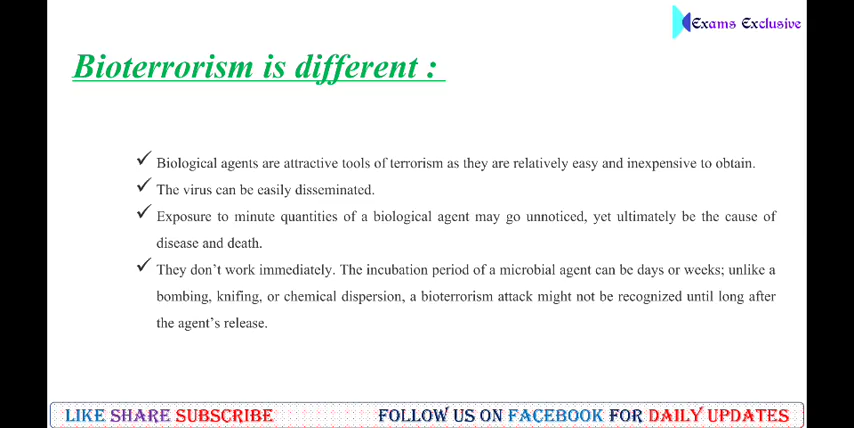 Exams Exclusive
Bioterrorism is different :
Biological agents are attractive tools of terrorism as they are relatively easy and inexpensive to obtain.
The virus can be easily disseminated.
Exposure to minute quantities of a biological agent may go unnoticed, yet ultimately be the cause of
disease and death.
They don’t work immediately. The incubation period of a microbial agent can be days or weeks; unlike a
bombing, knifing, or chemical dispersion, a bioterrorism attack might not be recognized until long after
the agent’s release.
LIKE SHARE SUBSCRIBE FOLLOW US ON FACEBOOK FOR DAILY UPDATES